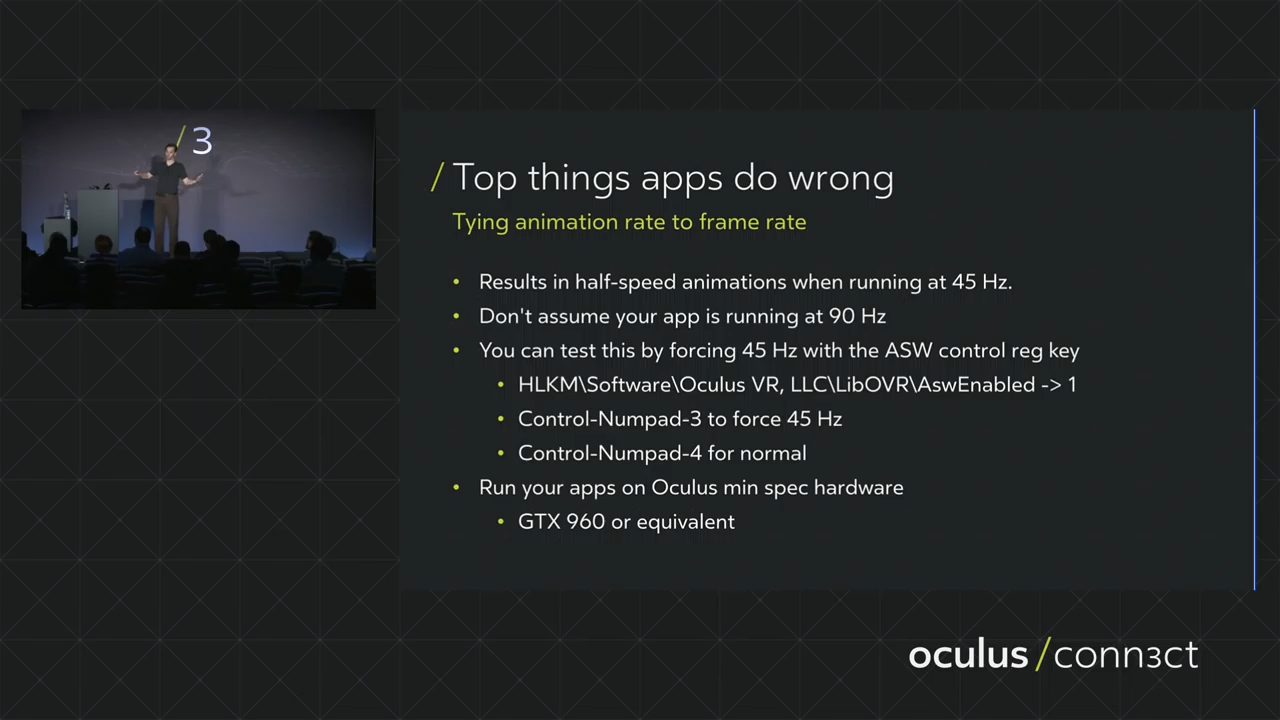 / 3
/ Top things apps do wrong
Tying animation rate to frame rate
• Results in half-speed animations when running at 45 Hz.
• Don't assume your app is running at 90 Hz
• You can test this by forcing 45 Hz with the ASW control reg key
• HLKM\Software\Oculus VR, LLC\LibOVR\AswEnabled -> 1
• Control-Numpad-3 to force 45 Hz
• Control-Numpad-4 for normal
• Run your apps on Oculus min spec hardware
• GTX 960 or equivalent
oculus /conn3ct